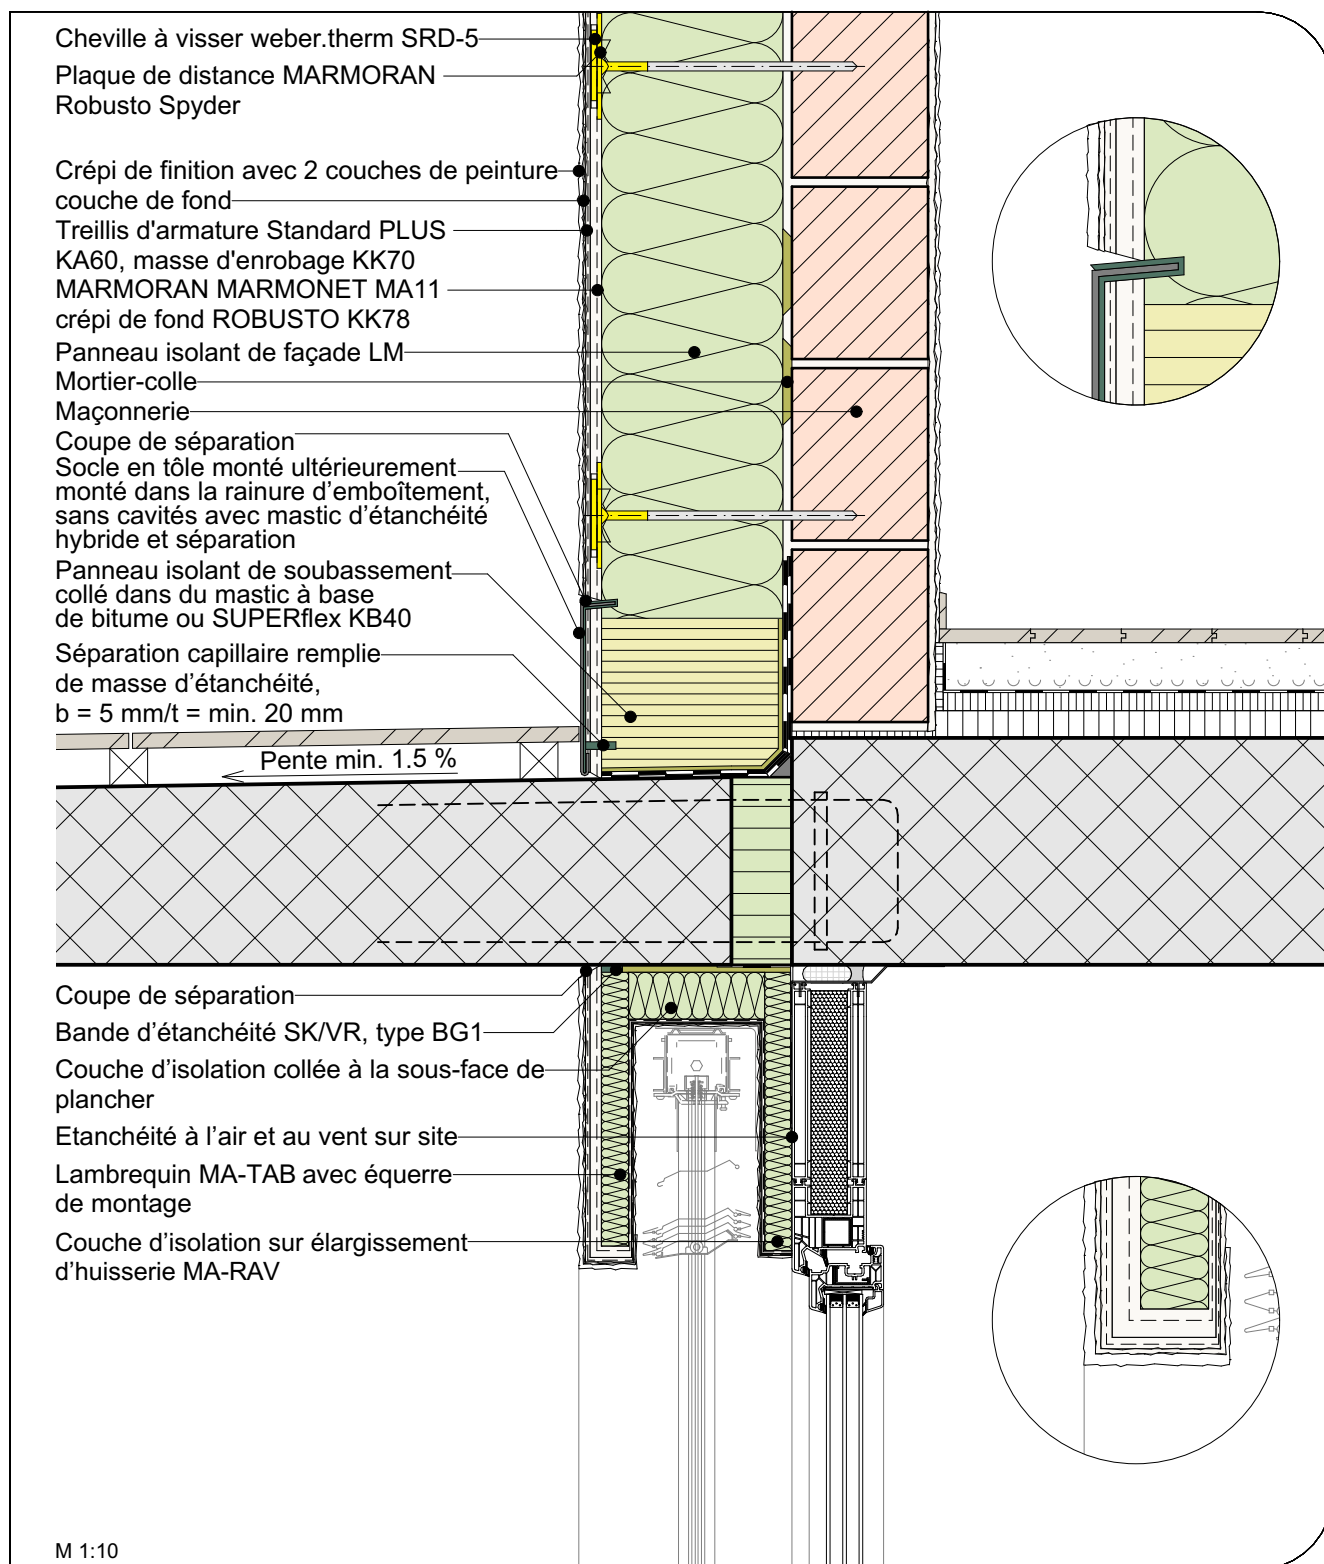 Cheville à visser weber.therm SRD-5
Plaque de distance MARMORAN
Robusto Spyder
Crépi de finition avec 2 couches de peinture
couche de fond
Treillis d'armature Standard PLUS
KA60, masse d'enrobage KK70
MARMORAN MARMONET MA11
crépi de fond ROBUSTO KK78
Panneau isolant de façade LM
Mortier-colle
Maçonnerie
Coupe de séparation
Socle en tôle monté ultérieurement
monté dans la rainure d’emboîtement,
sans cavités avec mastic d’étanchéité
hybride et séparation
Panneau isolant de soubassement
collé dans du mastic à base
de bitume ou SUPERflex KB40
Séparation capillaire remplie
de masse d’étanchéité,
b = 5 mm/t = min. 20 mm
Pente min. 1.5 %
Coupe de séparation
Bande d’étanchéité SK/VR, type BG1
Couche d’isolation collée à la sous-face de
plancher
Etanchéité à l’air et au vent sur site
Lambrequin MA-TAB avec équerre
de montage
Couche d’isolation sur élargissement
d’huisserie MA-RAV
M 1:10